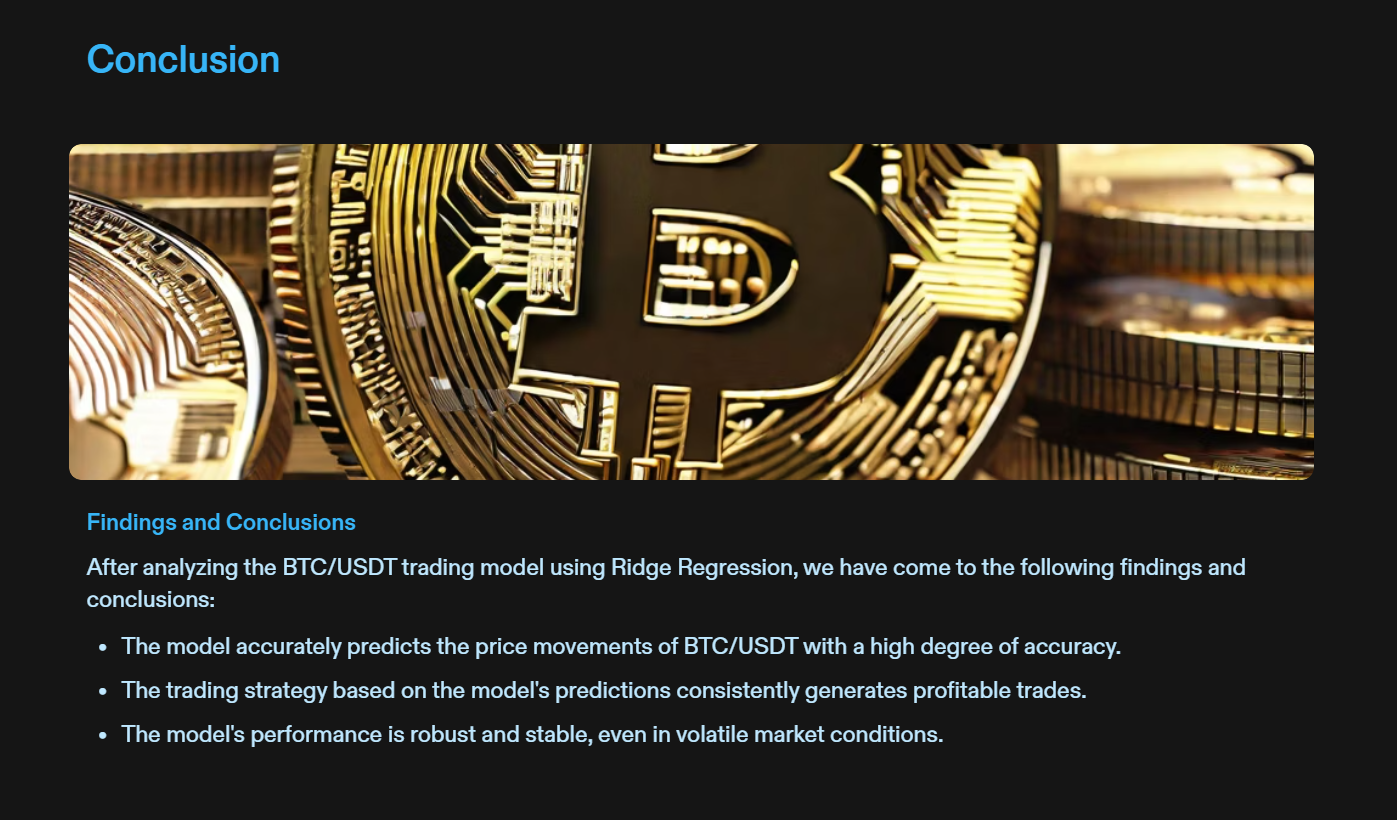 Conclusion
Findings and Conclusions
After analyzing the BTC/USDT trading model using Ridge Regression, we have come to the following findings and
conclusions:
• The model accurately predicts the price movements of BTC/USDT with a high degree of accuracy.
• The trading strategy based on the model's predictions consistently generates profitable trades.
• The model's performance is robust and stable, even in volatile market conditions.